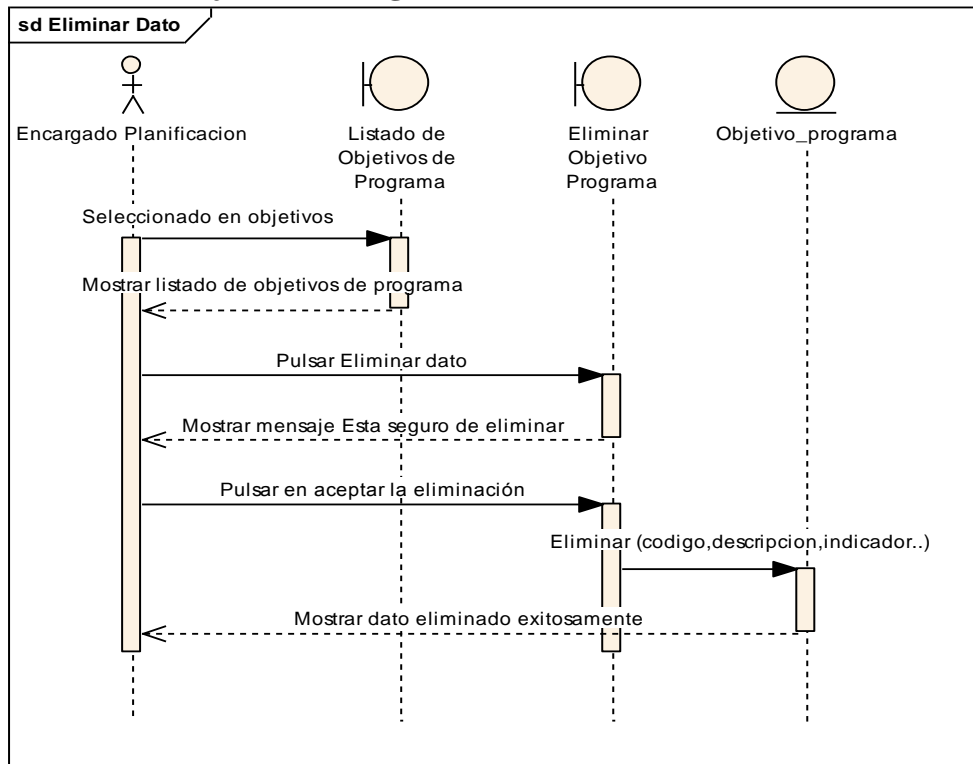 sd Eliminar Dato
Encargado Planificacion
Listado de
Objetivos de
Programa
Eliminar
Objetivo
Programa
Objetivo_programa
Seleccionado en objetivos
Mostrar listado de objetivos de programa
Pulsar Eliminar dato
Mostrar mensaje Esta seguro de eliminar
Pulsar en aceptar la eliminación
Eliminar (codigo,descripcion,indicador..)
Mostrar dato eliminado exitosamente